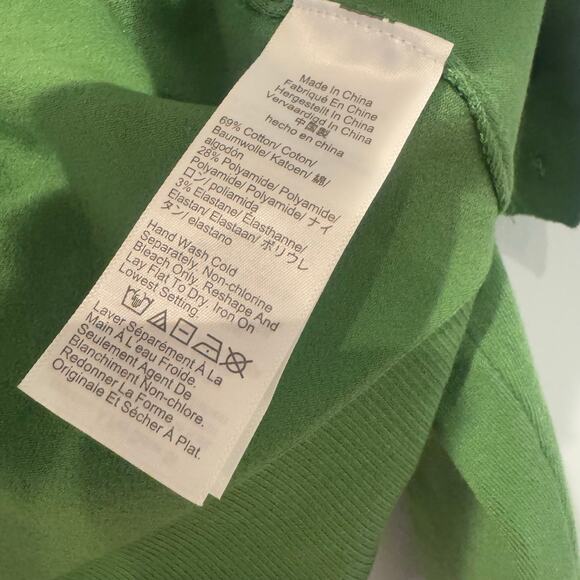 Made In China
Fabriqué En Chine
Hergestellt In China
Vervaardigd In China
中国製
hecho en china
69% Cotton/ Coton/
Baumwolle/ Katoen/ 綿/
algodón
28% Polyamide/ Polyamide/
Polyamide/ Polyamide/ ナイ
ロン/ poliamida
3% Elastane/ Élasthanne/
Elastan/ Elastaan/ ポリウレ
タン/ elastano
Hand Wash Cold
Separately. Non-chlorine
Bleach Only. Reshape And
Lay Flat To Dry. Iron On
Lowest Setting.
Laver Séparément À La
Main À L'eau Froide.
Seulement Agent De
Blanchiment Non-chlore.
Redonner La Forme
Originale Et Sécher À Plat.